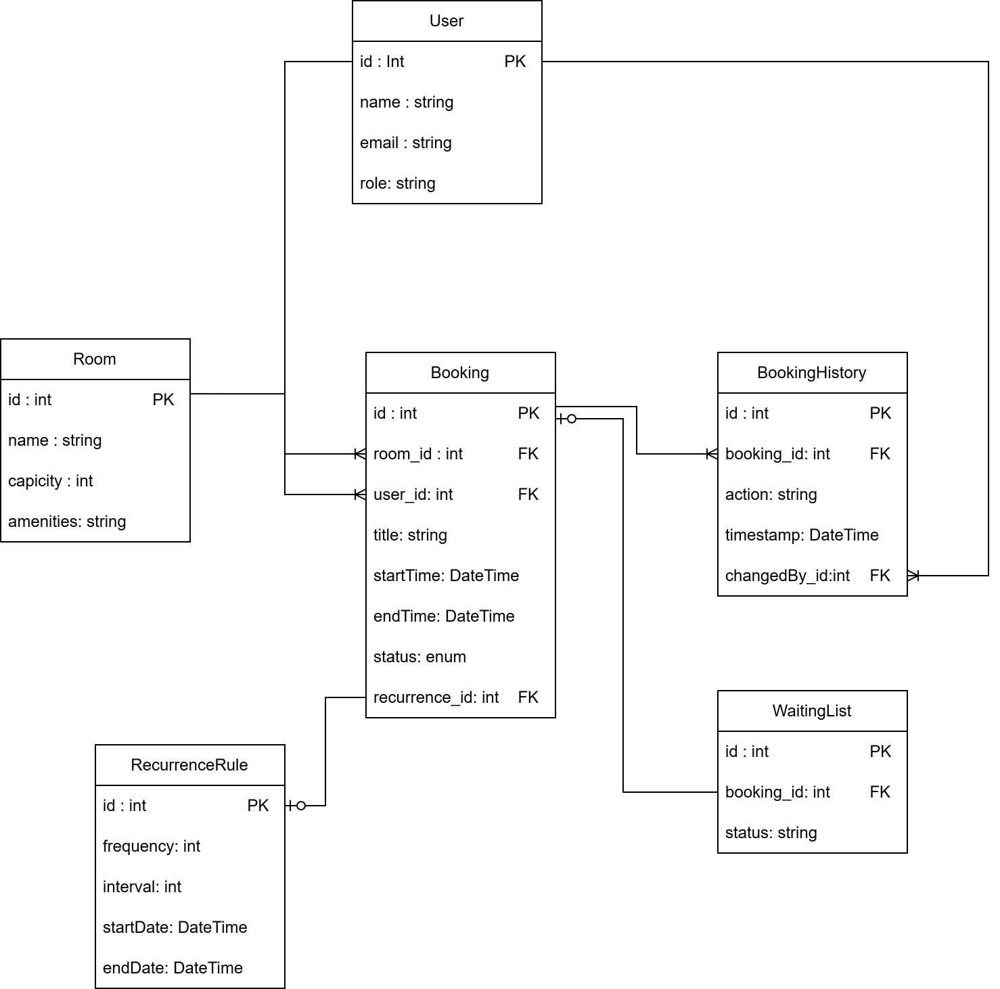 User
id : Int PK
name : string
email : string
role: string
Room
id : int PK
name : string
capicity : int
amenities: string
Booking
id : int PK
room_id : int FK
user_id: int FK
title: string
startTime: DateTime
endTime: DateTime
status: enum
recurrence_id: int FK
BookingHistory
id : int PK
booking_id: int FK
action: string
timestamp: DateTime
changedBy_id:int FK
RecurrenceRule
id : int PK
frequency: int
interval: int
startDate: DateTime
endDate: DateTime
WaitingList
id : int PK
booking_id: int FK
status: string